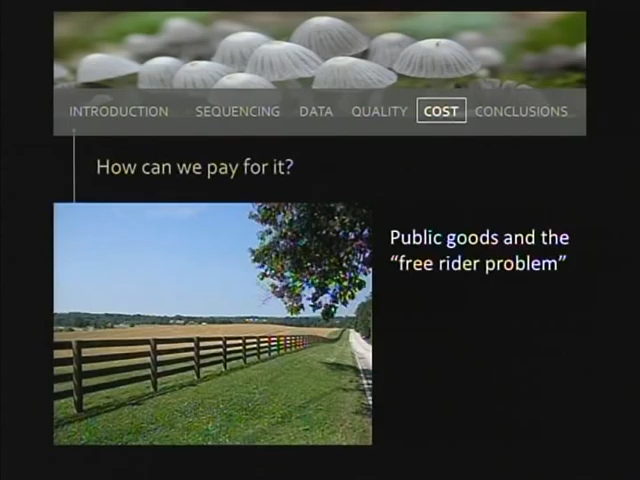 INTRODUCTION SEQUENCING DATA QUALITY COST CONCLUSIONS
How can we pay for it?
Public goods and the
“free rider problem”